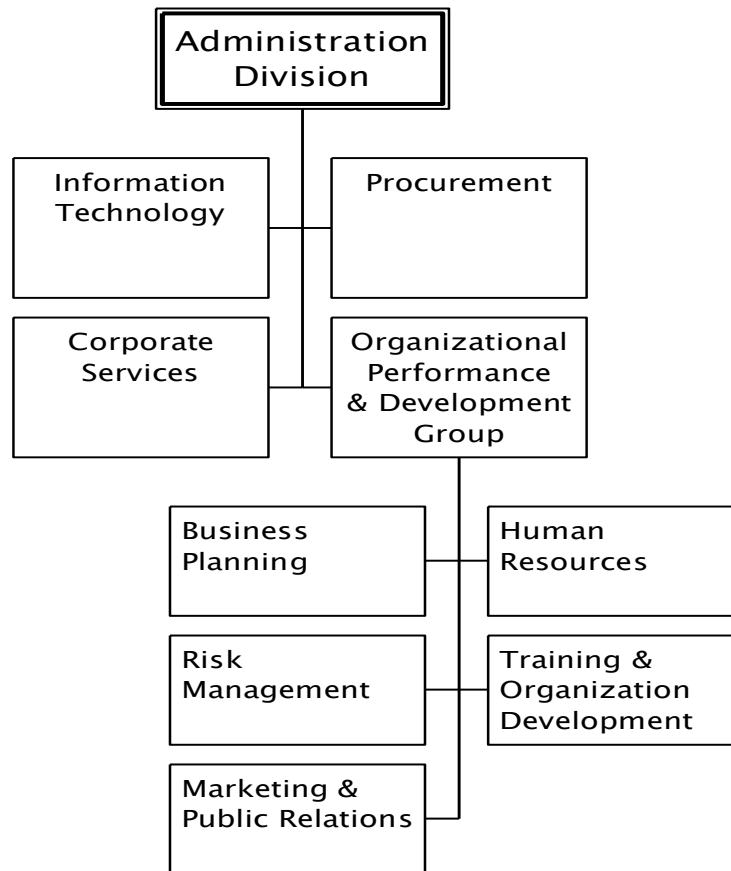 Administration
Division
Information
Technology
Procurement
Corporate
Services
Organizational
Performance
& Development
Group
Business
Planning
Human
Resources
Risk
Management
Training &
Organization
Development
Marketing &
Public Relations